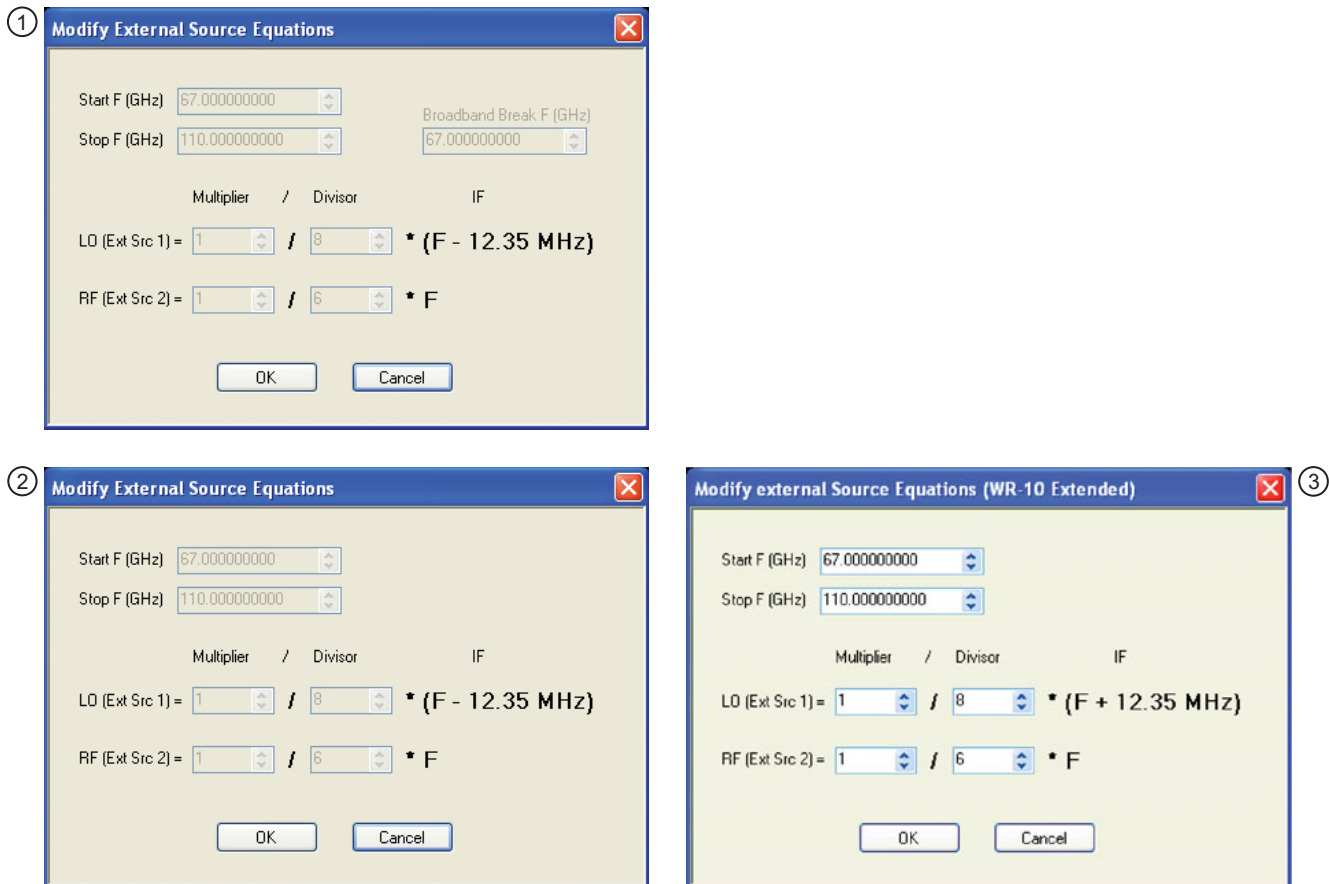 1
Modify External Source Equations
Start F (GHz) 67.000000000
Broadband Break F (GHz)
Stop F (GHz) 110.000000000 67.000000000
Multiplier / Divisor IF
LO (Ext Src 1) = 1 / 8 * (F - 12.35 MHz)
RF (Ext Src 2) = 1 / 6 * F
OK Cancel
2
Modify External Source Equations
Start F (GHz) 67.000000000
Stop F (GHz) 110.000000000
Multiplier / Divisor IF
LO (Ext Src 1) = 1 / 8 * (F - 12.35 MHz)
RF (Ext Src 2) = 1 / 6 * F
OK Cancel
3
Modify external Source Equations (WR-10 Extended)
Start F (GHz) 67.000000000
Stop F (GHz) 110.000000000
Multiplier / Divisor IF
LO (Ext Src 1) = 1 / 8 * (F + 12.35 MHz)
RF (Ext Src 2) = 1 / 6 * F
OK Cancel